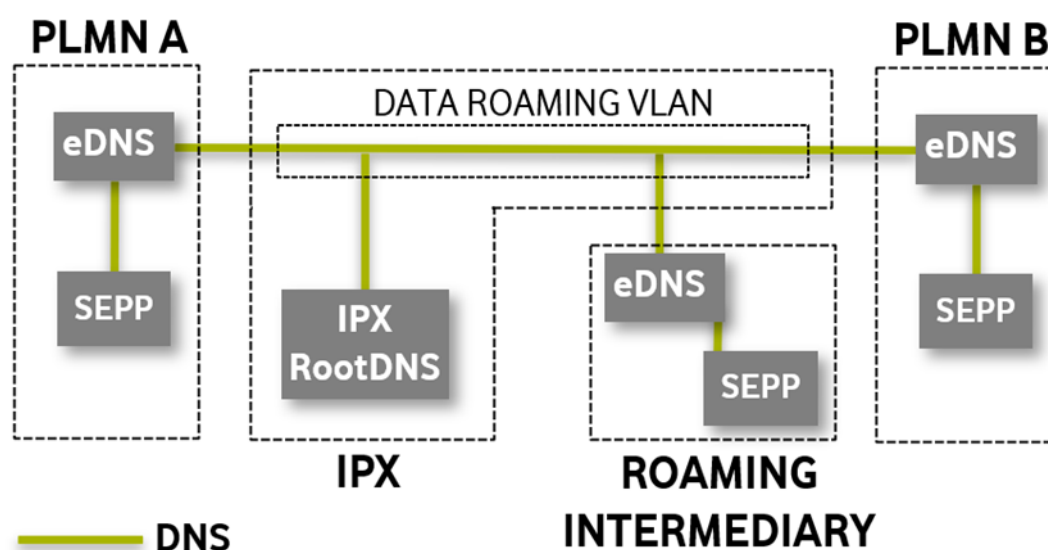 PLMN A
PLMN B
DATA ROAMING VLAN
eDNS
eDNS
SEPP
IPX
RootDNS
eDNS
SEPP
SEPP
IPX
ROAMING
INTERMEDIARY
DNS